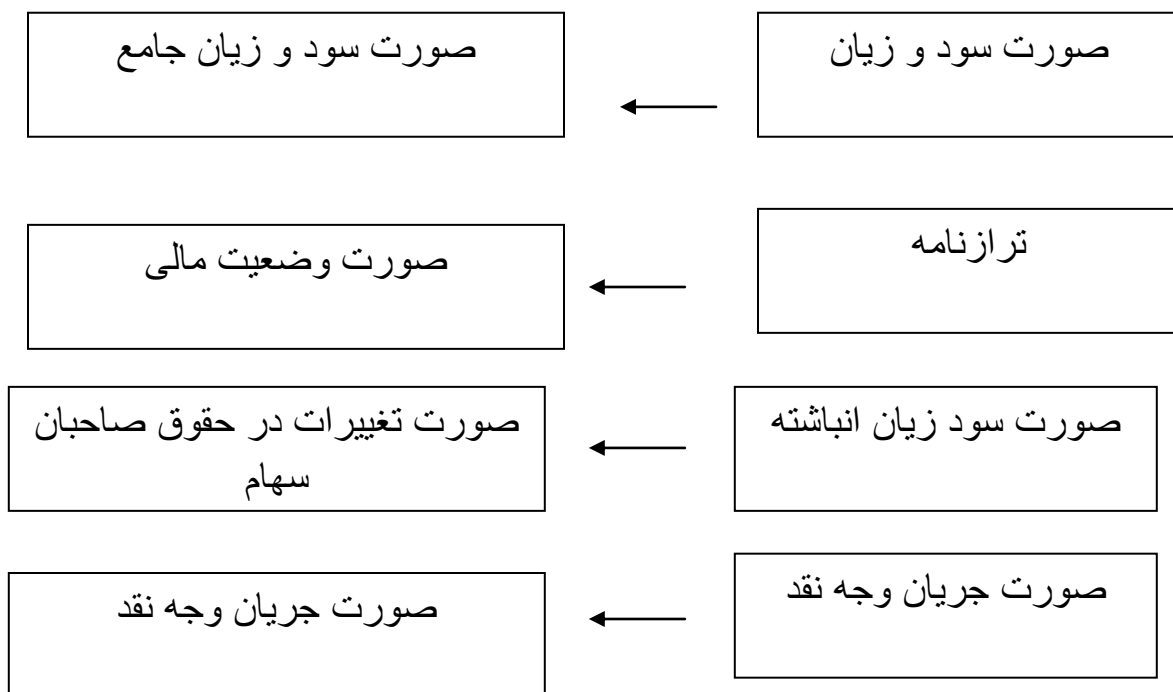 صورت سود و زیان
صورت سود و زیان جامع
ترازنامه
صورت وضعیت مالی
صورت سود زیان انباشته
صورت تغییرات در حقوق صاحبان
سهام
صورت جریان وجه نقد
صورت جریان وجه نقد